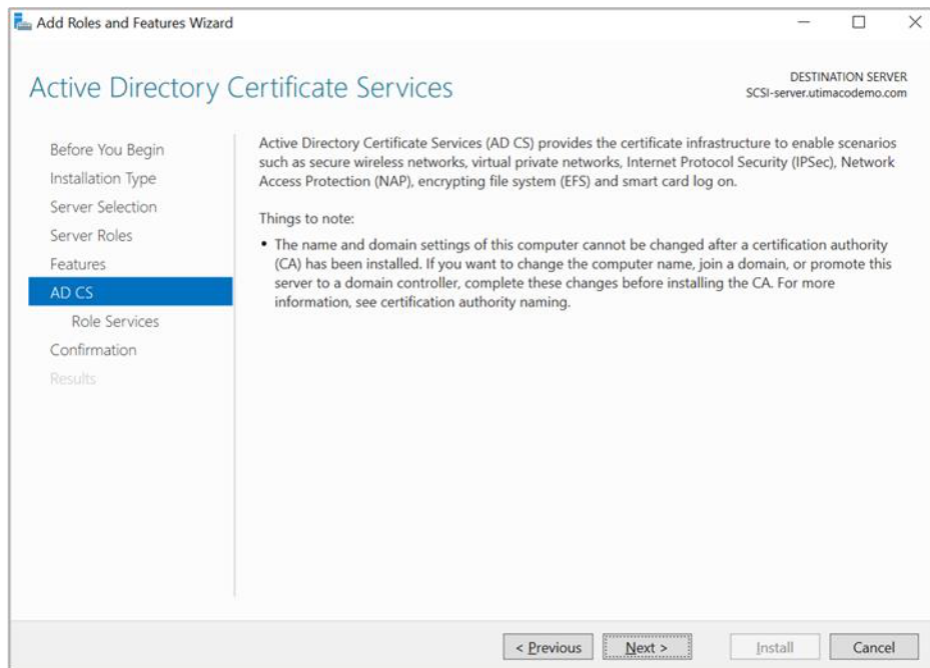 Add Roles and Features Wizard
Active Directory Certificate Services
DESTINATION SERVER
SCSI-server.utimacodemo.com
Before You Begin
Installation Type
Server Selection
Server Roles
Features
AD CS
Role Services
Confirmation
Results
Active Directory Certificate Services (AD CS) provides the certificate infrastructure to enable scenarios
such as secure wireless networks, virtual private networks, Internet Protocol Security (IPSec), Network
Access Protection (NAP), encrypting file system (EFS) and smart card log on.
Things to note:
• The name and domain settings of this computer cannot be changed after a certification authority
(CA) has been installed. If you want to change the computer name, join a domain, or promote this
server to a domain controller, complete these changes before installing the CA. For more
information, see certification authority naming.
< Previous
Next >
Install
Cancel